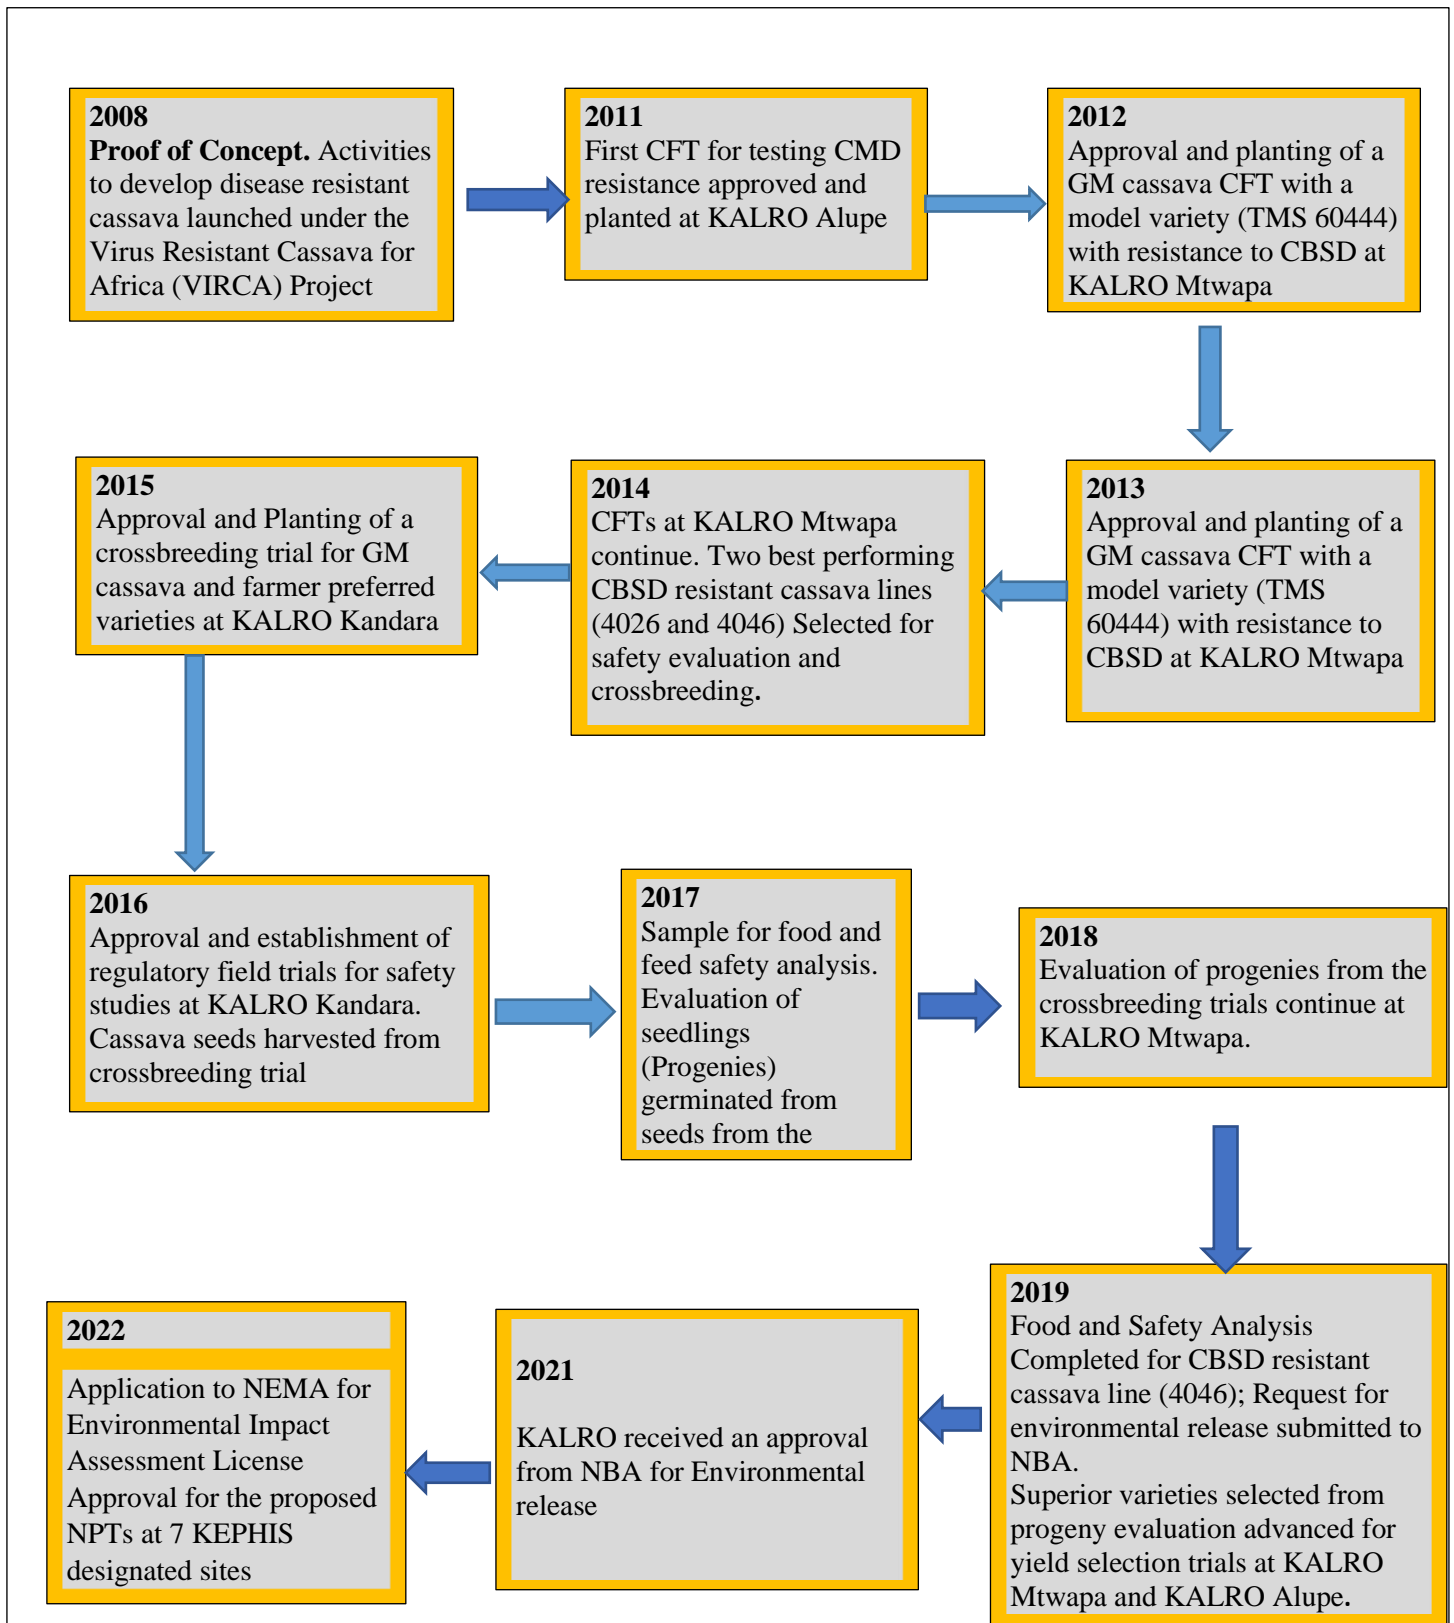 2008
Proof of Concept. Activities
to develop disease resistant
cassava launched under the
Virus Resistant Cassava for
Africa (VIRCA) Project
2011
First CFT for testing CMD
resistance approved and
planted at KALRO Alupe
2012
Approval and planting of a
GM cassava CFT with a
model variety (TMS 60444)
with resistance to CBSD at
KALRO Mtwapa
2013
Approval and planting of a
GM cassava CFT with a
model variety (TMS
60444) with resistance to
CBSD at KALRO Mtwapa
2014
CFTs at KALRO Mtwapa
continue. Two best performing
CBSD resistant cassava lines
(4026 and 4046) Selected for
safety evaluation and
crossbreeding.
2015
Approval and Planting of a
crossbreeding trial for GM
cassava and farmer preferred
varieties at KALRO Kandara
2016
Approval and establishment of
regulatory field trials for safety
studies at KALRO Kandara.
Cassava seeds harvested from
crossbreeding trial
2017
Sample for food and
feed safety analysis.
Evaluation of
seedlings
(Progenies)
germinated from
seeds from the
2018
Evaluation of progenies from the
crossbreeding trials continue at
KALRO Mtwapa.
2019
Food and Safety Analysis
Completed for CBSD resistant
cassava line (4046); Request for
environmental release submitted to
NBA.
Superior varieties selected from
progeny evaluation advanced for
yield selection trials at KALRO
Mtwapa and KALRO Alupe.
2021
KALRO received an approval
from NBA for Environmental
release
2022
Application to NEMA for
Environmental Impact
Assessment License
Approval for the proposed
NPTs at 7 KEPHIS
designated sites